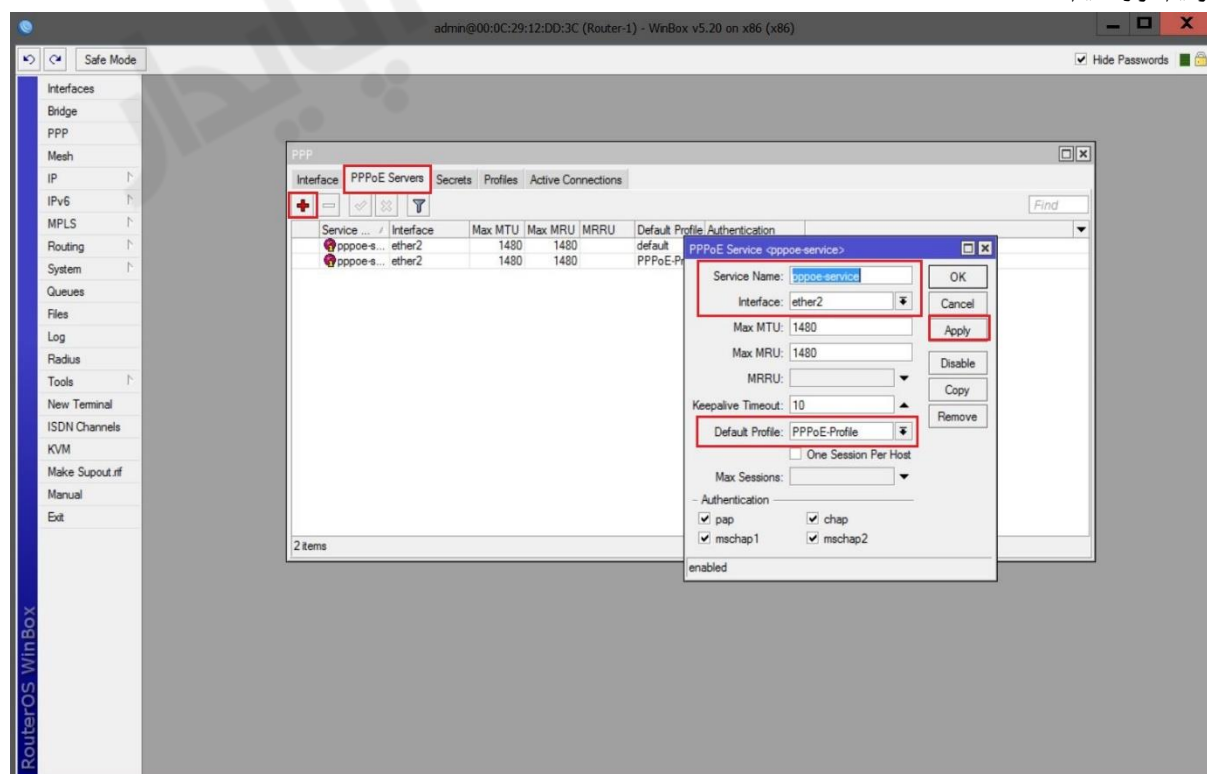 admin@00:0C:29:12:DD:3C (Router-1) - WinBox v5.20 on x86 (x86)
Safe Mode
Hide Passwords
Interfaces
Bridge
PPP
Mesh
IP
IPv6
MPLS
Routing
System
Queues
Files
Log
Radius
Tools
New Terminal
ISDN Channels
KVM
Make Supout.rif
Manual
Exit
RouterOS WinBox
PPP
Interface PPPoE Servers Secrets Profiles Active Connections
Find
Service ... / Interface Max MTU Max MRU MRRU Default Profile Authentication
pppoe-s... ether2 1480 1480 default
pppoe-s... ether2 1480 1480 PPPoE-Pr
2 items
PPPoE Service <pppoe-service>
Service Name: pppoe-service
Interface: ether2
Max MTU: 1480
Max MRU: 1480
MRRU:
Keepalive Timeout: 10
Default Profile: PPPoE-Profile
One Session Per Host
Max Sessions:
Authentication
pap chap
mschap1 mschap2
enabled
OK
Cancel
Apply
Disable
Copy
Remove